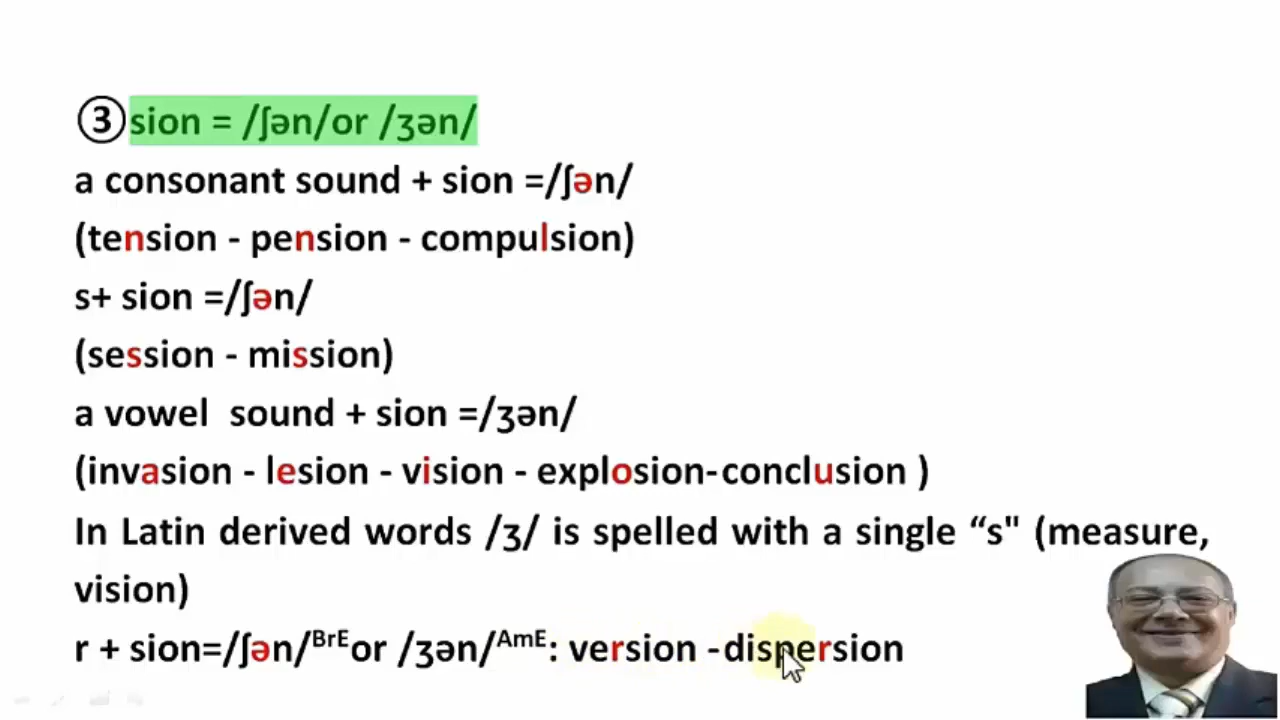 ③sion = /ʃən/or /ʒən/
a consonant sound + sion =/ʃən/
(tension - pension - compulsion)
s+ sion =/ʃən/
(session - mission)
a vowel  sound + sion =/ʒən/
(invasion - lesion - vision - explosion-conclusion )
In Latin derived words /ʒ/ is spelled with a single “s" (measure,
vision)
r + sion=/ʃən/BrEor /ʒən/AmE: version -dispersion